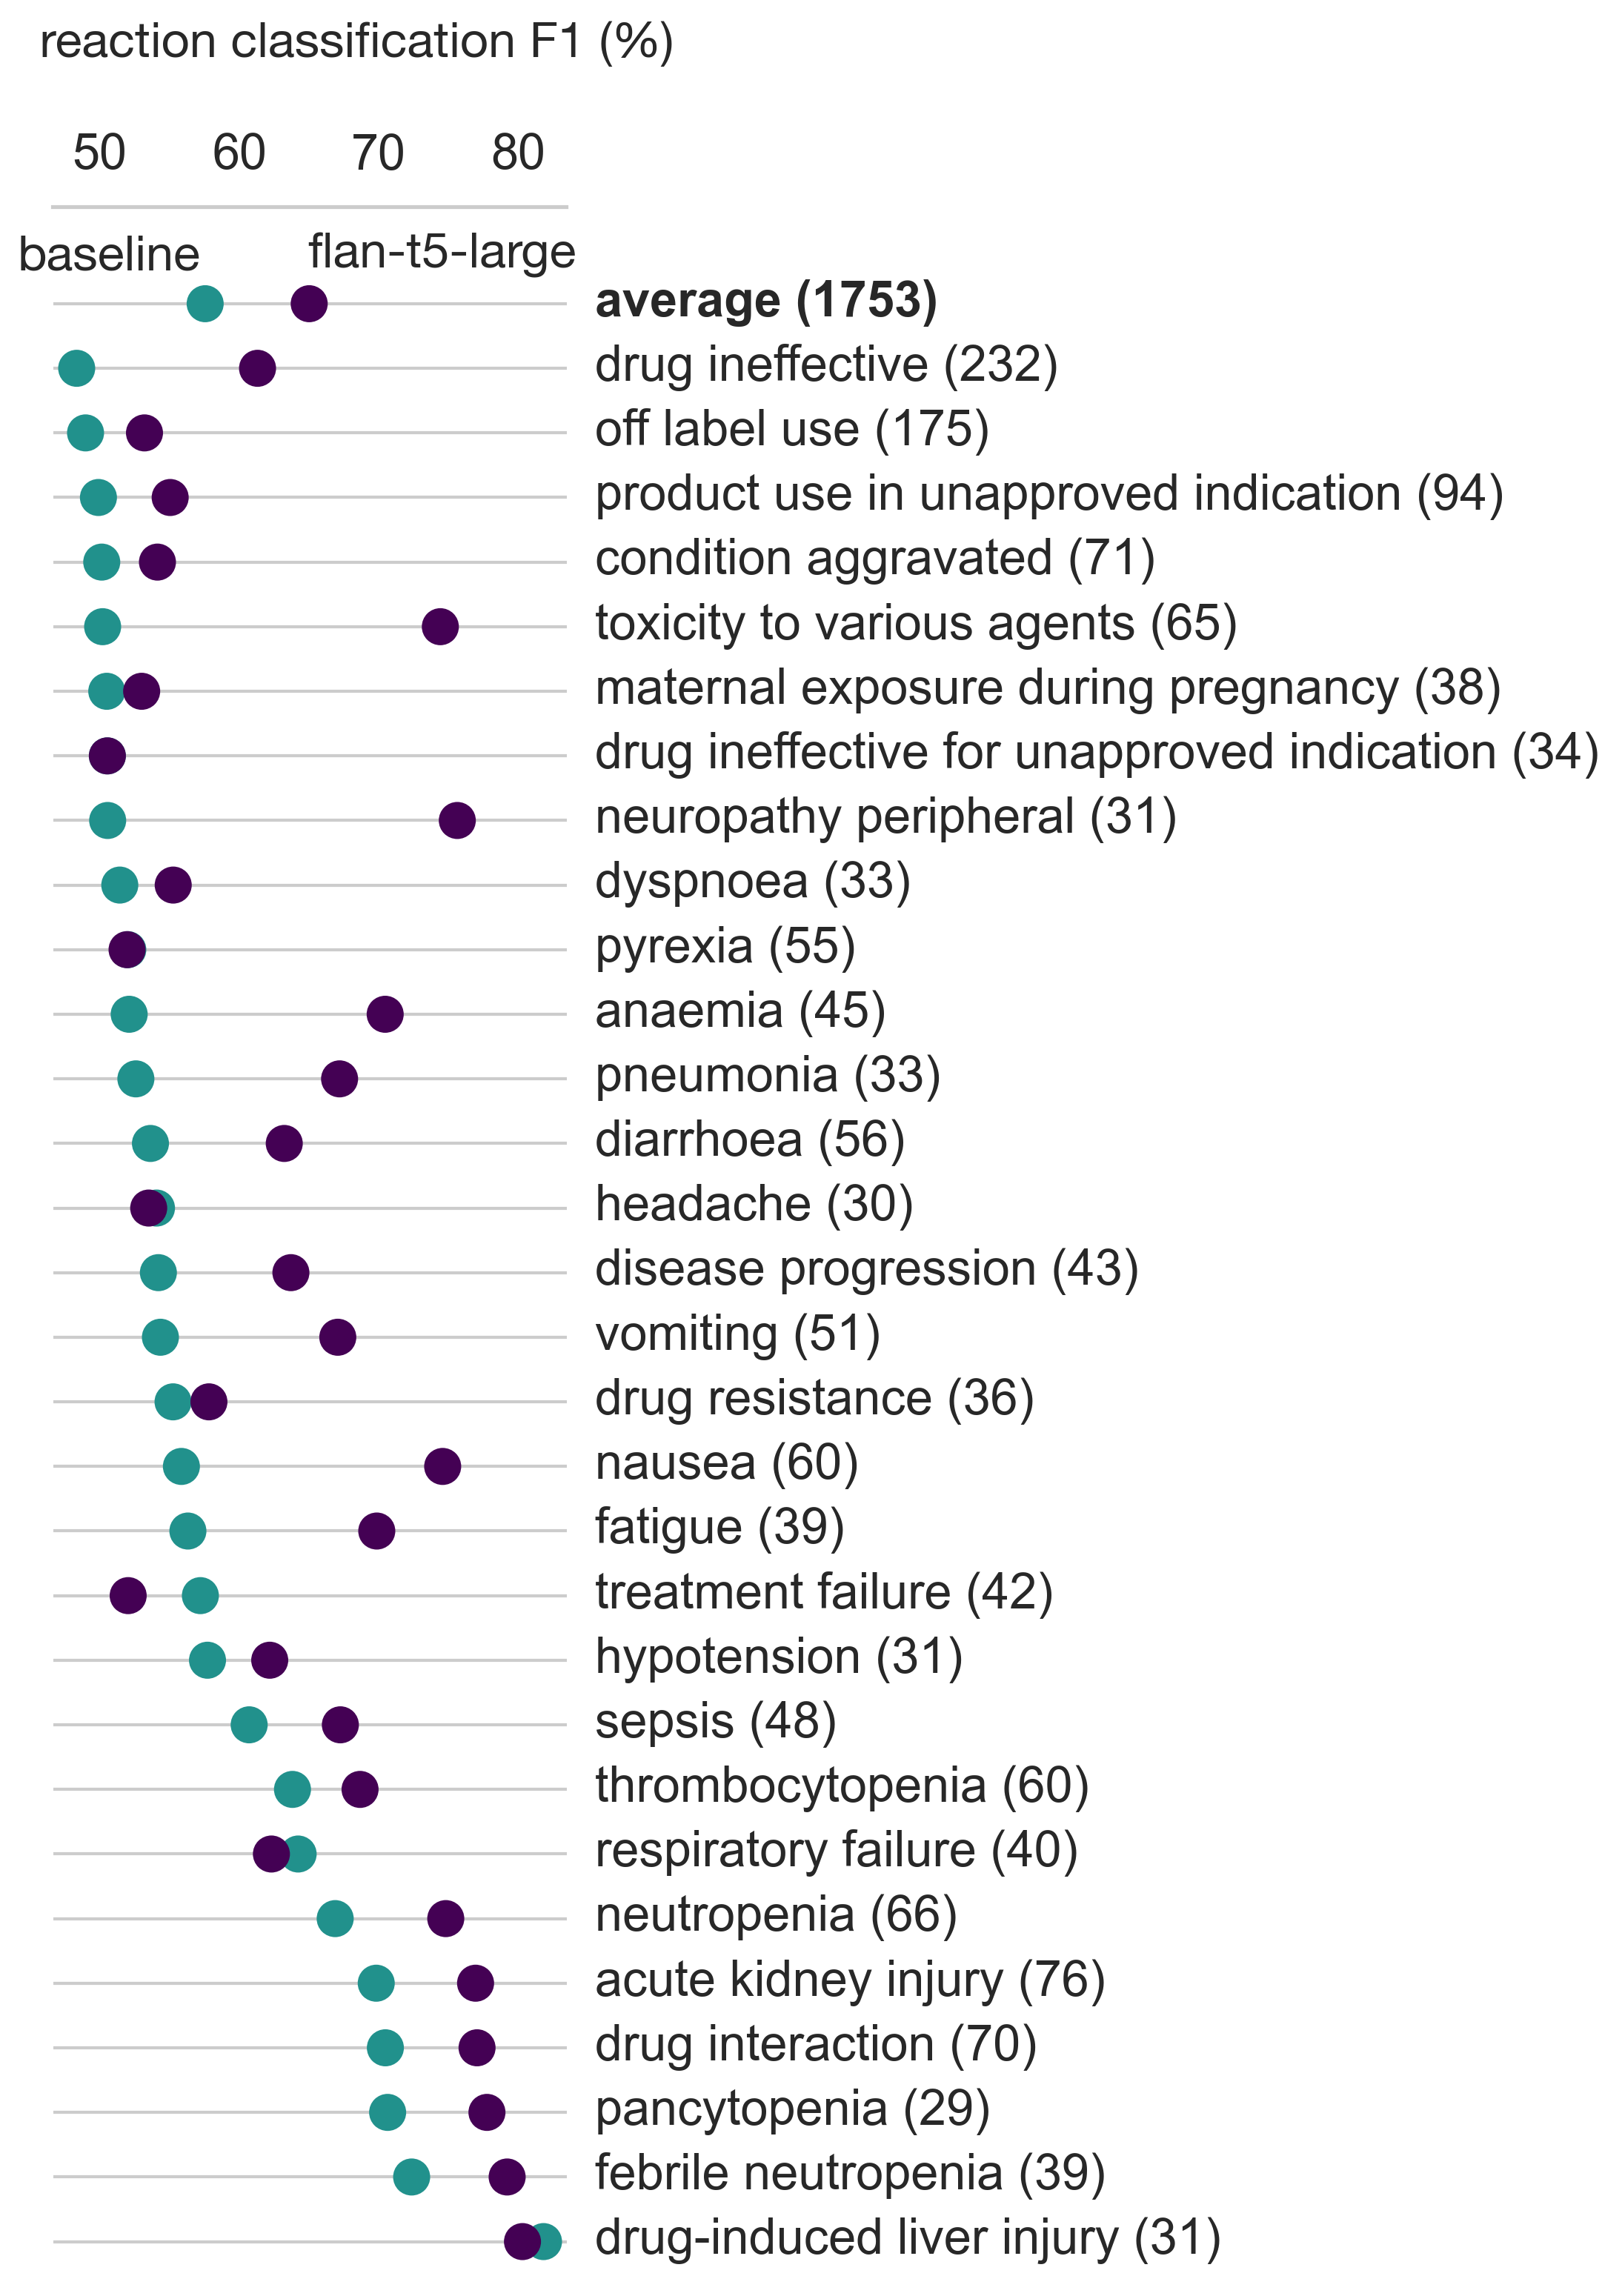 reaction classification F1 (%)
50 60 70 80
baseline flan-t5-large
average (1753)
drug ineffective (232)
off label use (175)
product use in unapproved indication (94)
condition aggravated (71)
toxicity to various agents (65)
maternal exposure during pregnancy (38)
drug ineffective for unapproved indication (34)
neuropathy peripheral (31)
dyspnoea (33)
pyrexia (55)
anaemia (45)
pneumonia (33)
diarrhoea (56)
headache (30)
disease progression (43)
vomiting (51)
drug resistance (36)
nausea (60)
fatigue (39)
treatment failure (42)
hypotension (31)
sepsis (48)
thrombocytopenia (60)
respiratory failure (40)
neutropenia (66)
acute kidney injury (76)
drug interaction (70)
pancytopenia (29)
febrile neutropenia (39)
drug-induced liver injury (31)